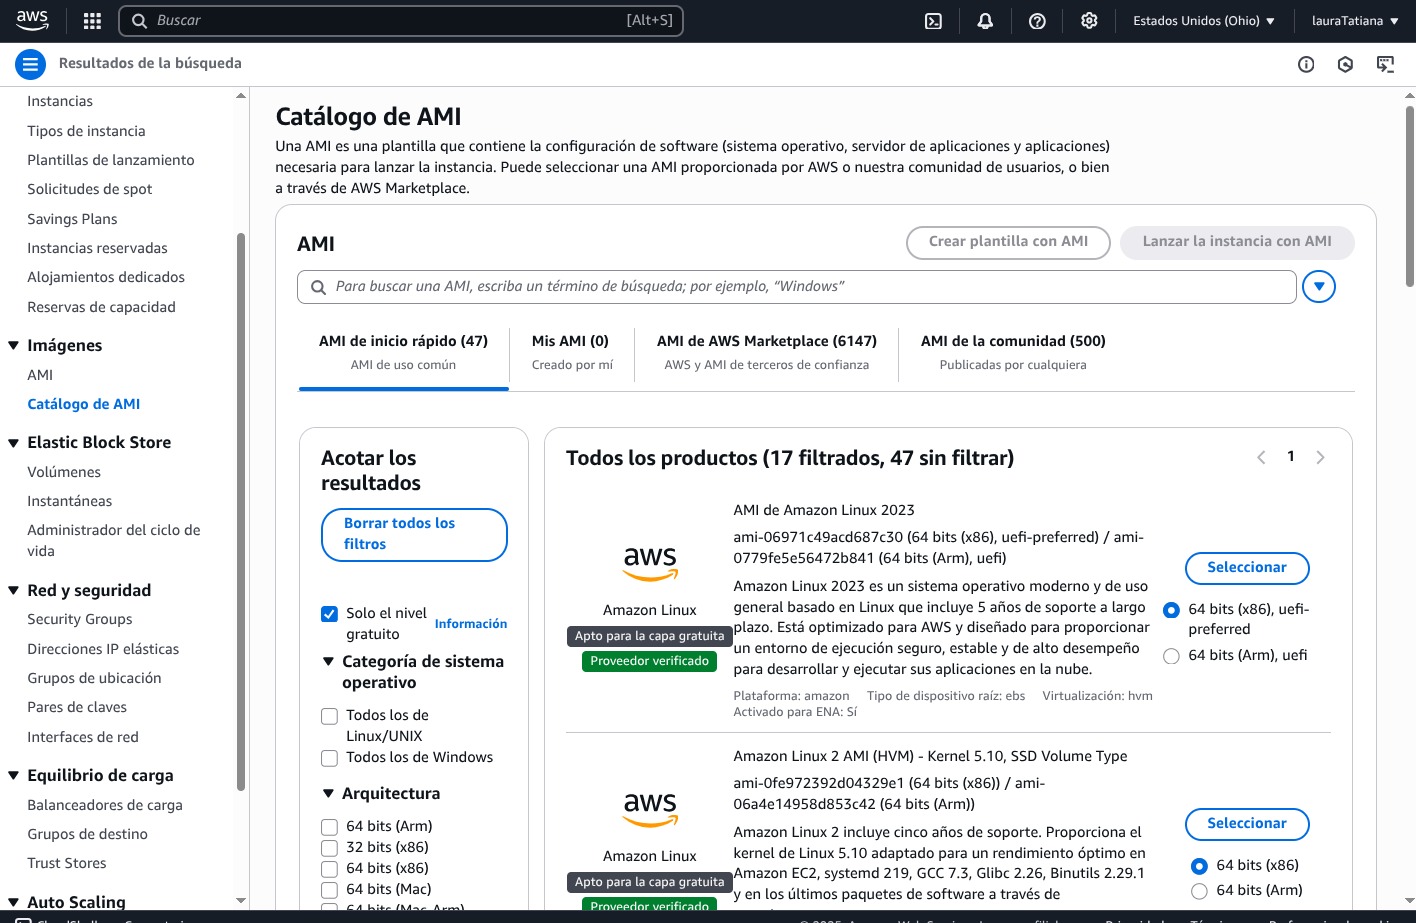 aws
Buscar
[Alt+S]
Estados Unidos (Ohio)
lauraTatiana
Resultados de la búsqueda
Instancias
Tipos de instancia
Plantillas de lanzamiento
Solicitudes de spot
Savings Plans
Instancias reservadas
Alojamientos dedicados
Reservas de capacidad
Imágenes
AMI
Catálogo de AMI
Elastic Block Store
Volúmenes
Instantáneas
Administrador del ciclo de
vida
Red y seguridad
Security Groups
Direcciones IP elásticas
Grupos de ubicación
Pares de claves
Interfaces de red
Equilibrio de carga
Balanceadores de carga
Grupos de destino
Trust Stores
Auto Scaling
Catálogo de AMI
Una AMI es una plantilla que contiene la configuración de software (sistema operativo, servidor de aplicaciones y aplicaciones)
necesaria para lanzar la instancia. Puede seleccionar una AMI proporcionada por AWS o nuestra comunidad de usuarios, o bien
a través de AWS Marketplace.
AMI
Crear plantilla con AMI
Lanzar la instancia con AMI
Para buscar una AMI, escriba un término de búsqueda; por ejemplo, “Windows”
AMI de inicio rápido (47)
AMI de uso común
Mis AMI (0)
Creado por mí
AMI de AWS Marketplace (6147)
AWS y AMI de terceros de confianza
AMI de la comunidad (500)
Publicadas por cualquiera
Acotar los
resultados
Borrar todos los
filtros
Solo el nivel
gratuito
Información
Categoría de sistema
operativo
Todos los de
Linux/UNIX
Todos los de Windows
Arquitectura
64 bits (Arm)
32 bits (x86)
64 bits (x86)
64 bits (Mac)
64 bits (Mac-Arm)
Todos los productos (17 filtrados, 47 sin filtrar)
1
aws
Amazon Linux
Apto para la capa gratuita
Proveedor verificado
AMI de Amazon Linux 2023
ami-06971c49acd687c30 (64 bits (x86), uefi-preferred) / ami-
0779fe5e56472b841 (64 bits (Arm), uefi)
Amazon Linux 2023 es un sistema operativo moderno y de uso
general basado en Linux que incluye 5 años de soporte a largo
plazo. Está optimizado para AWS y diseñado para proporcionar
un entorno de ejecución seguro, estable y de alto desempeño
para desarrollar y ejecutar sus aplicaciones en la nube.
Plataforma: amazon Tipo de dispositivo raíz: ebs Virtualización: hvm
Activado para ENA: Sí
Seleccionar
64 bits (x86), uefi-
preferred
64 bits (Arm), uefi
aws
Amazon Linux
Apto para la capa gratuita
Proveedor verificado
Amazon Linux 2 AMI (HVM) - Kernel 5.10, SSD Volume Type
ami-0fe972392d04329e1 (64 bits (x86)) / ami-
06a4e14958d853c42 (64 bits (Arm))
Amazon Linux 2 incluye cinco años de soporte. Proporciona el
kernel de Linux 5.10 adaptado para un rendimiento óptimo en
Amazon EC2, systemd 219, GCC 7.3, Glibc 2.26, Binutils 2.29.1
y en los últimos paquetes de software a través de
Seleccionar
64 bits (x86)
64 bits (Arm)